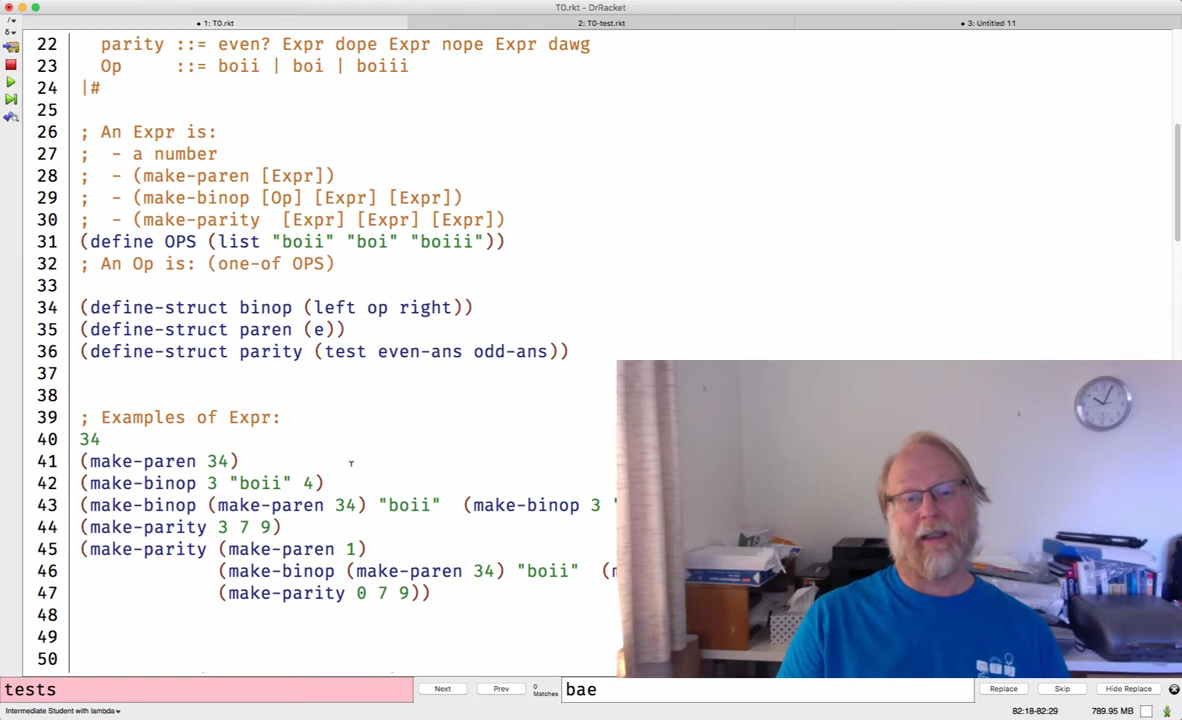 T0.rkt - DrRacket
• 1: T0.rkt
2: T0-test.rkt
• 3: Untitled 11
22 parity ::= even? Expr dope Expr nope Expr dawg
23 Op ::= boii | boi | boiii
24 |#
25
26 ; An Expr is:
27 ; - a number
28 ; - (make-paren [Expr])
29 ; - (make-binop [Op] [Expr] [Expr])
30 ; - (make-parity [Expr] [Expr] [Expr])
31 (define OPS (list "boii" "boi" "boiii"))
32 ; An Op is: (one-of OPS)
33
34 (define-struct binop (left op right))
35 (define-struct paren (e))
36 (define-struct parity (test even-ans odd-ans))
37
38
39 ; Examples of Expr:
40 34
41 (make-paren 34)
42 (make-binop 3 "boii" 4)
43 (make-binop (make-paren 34) "boii" (make-binop 3 "
44 (make-parity 3 7 9)
45 (make-parity (make-paren 1)
46 (make-binop (make-paren 34) "boii" (
47 (make-parity 0 7 9))
48
49
50
tests
Next
Prev
0 Matches
bae
Replace
Skip
Hide Replace
Intermediate Student with lambda
82:18-82:29
789.95 MB